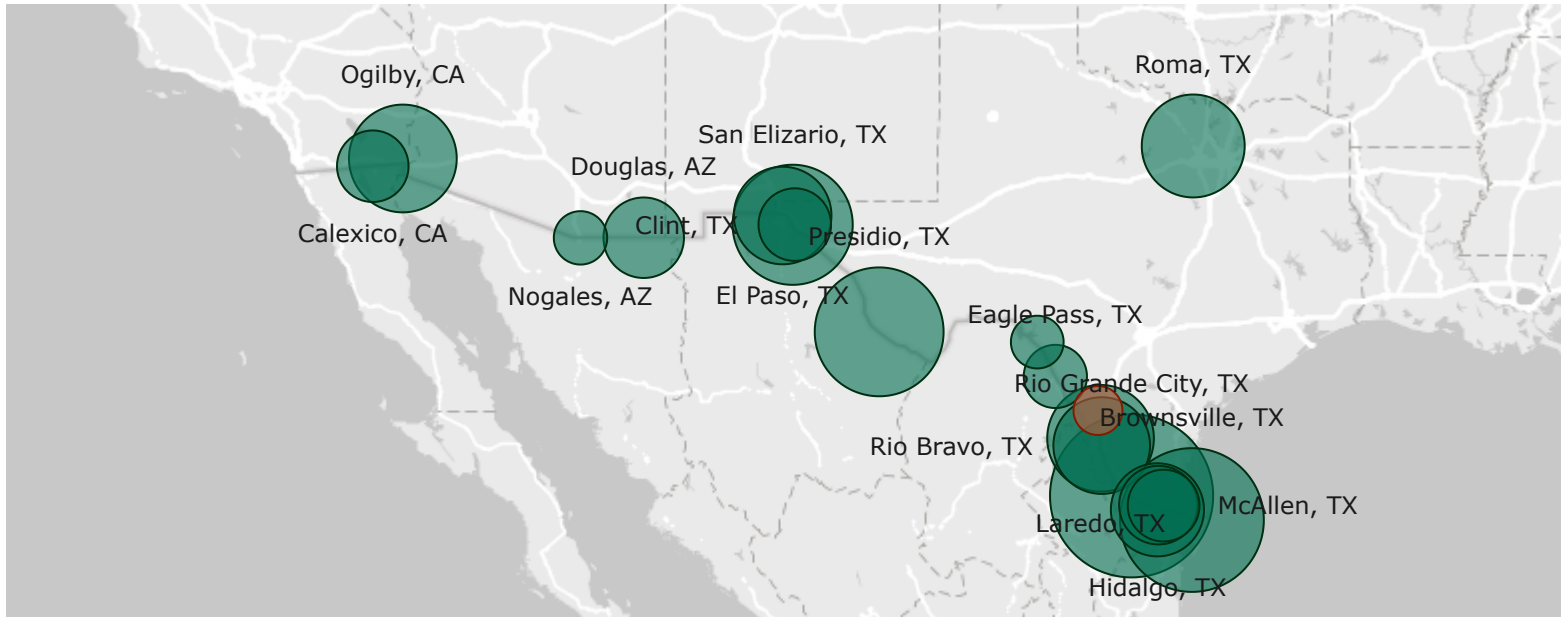 Roma, TX
Ogilby, CA
San Elizario, TX
Douglas, AZ
Clint, TX
Calexico, CA
Presidio, TX
Nogales, AZ
El Paso, TX
Eagle Pass, TX
Rio Grande City, TX
Brownsville, TX
Rio Bravo, TX
McAllen, TX
Laredo, TX
Hidalgo, TX